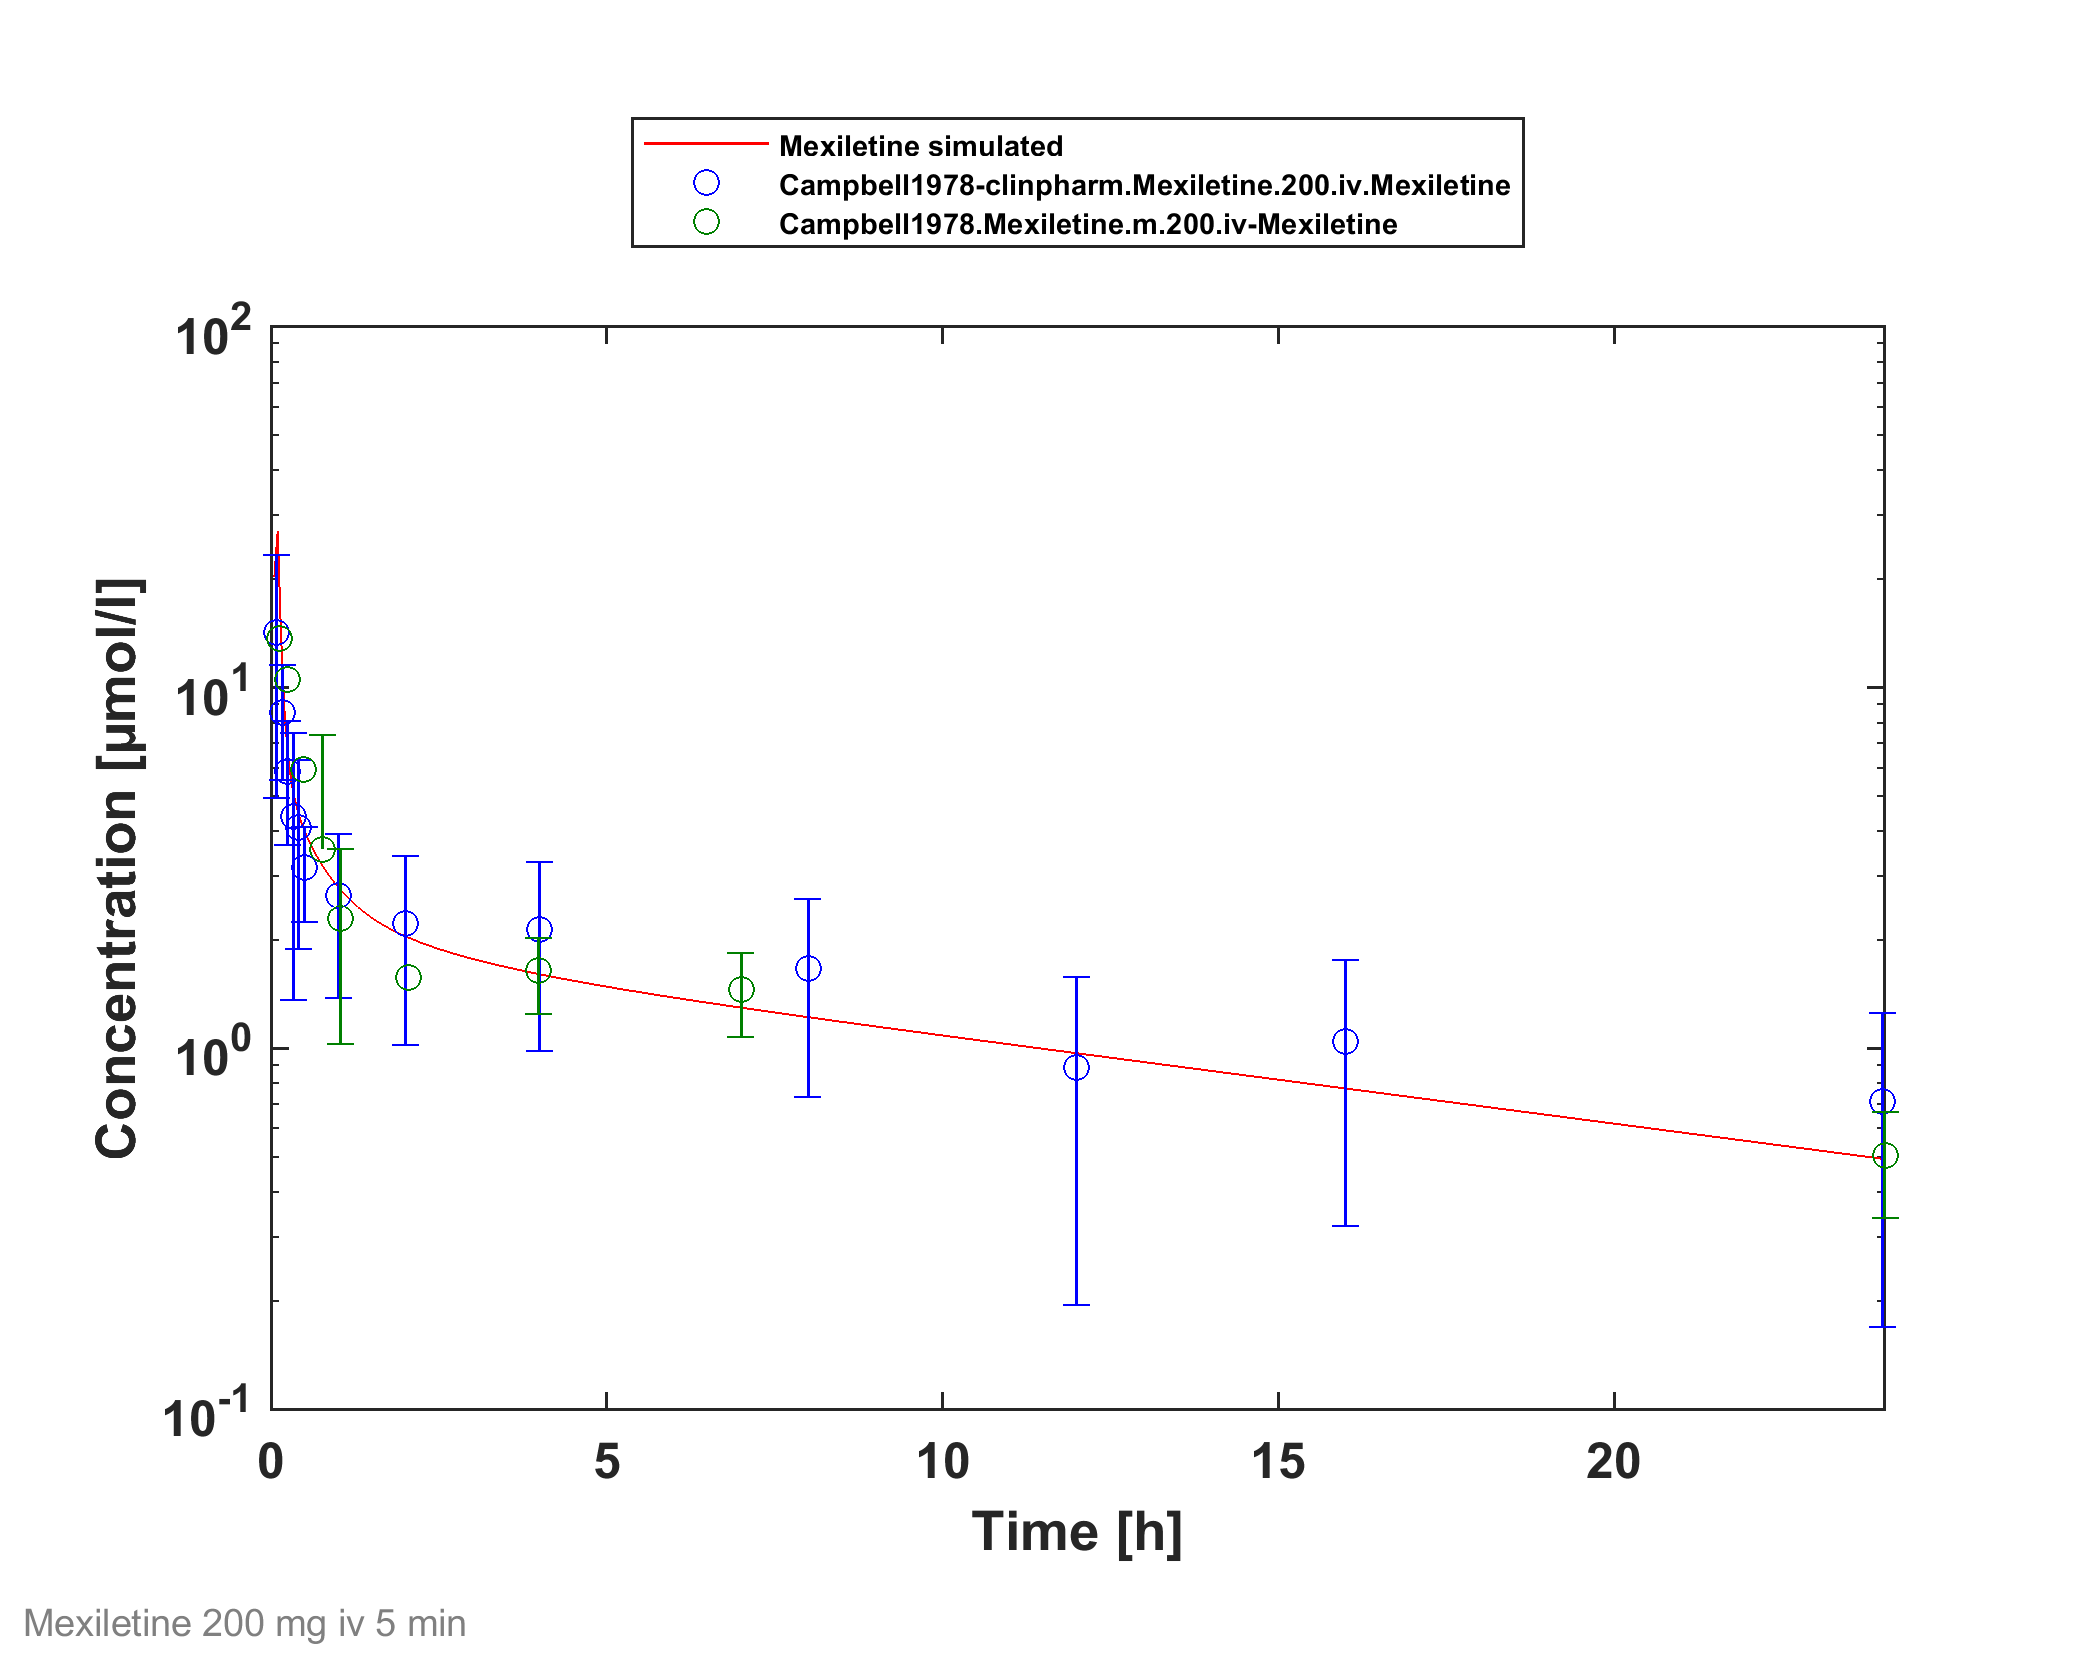 Mexiletine simulated
Campbell1978-clinpharm.Mexiletine.200.iv.Mexiletine
Campbell1978.Mexiletine.m.200.iv-Mexiletine
10^2
10^1
10^0
10^-1
Concentration [µmol/l]
0 5 10 15 20
Time [h]
Mexiletine 200 mg iv 5 min